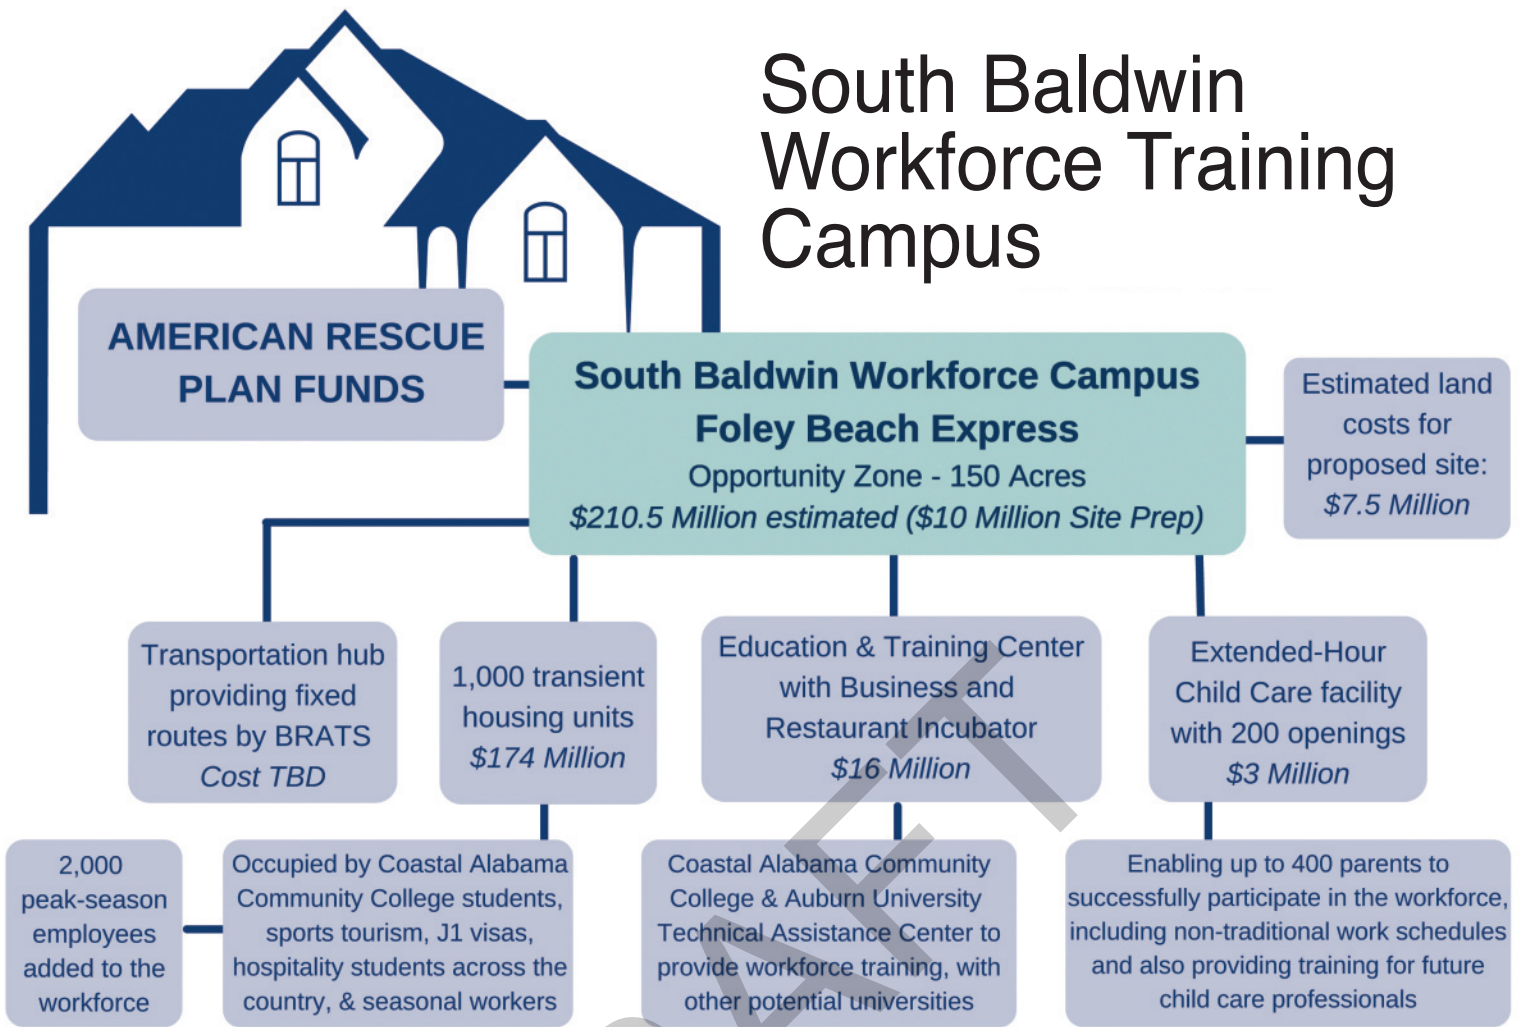 South Baldwin
Workforce Training
Campus
AMERICAN RESCUE
PLAN FUNDS
South Baldwin Workforce Campus
Foley Beach Express
Opportunity Zone - 150 Acres
$210.5 Million estimated ($10 Million Site Prep)
Estimated land
costs for
proposed site:
$7.5 Million
Transportation hub
providing fixed
routes by BRATS
Cost TBD
1,000 transient
housing units
$174 Million
Education & Training Center
with Business and
Restaurant Incubator
$16 Million
Extended-Hour
Child Care facility
with 200 openings
$3 Million
2,000
peak-season
employees
added to the
workforce
Occupied by Coastal Alabama
Community College students,
sports tourism, J1 visas,
hospitality students across the
country, & seasonal workers
Coastal Alabama Community
College & Auburn University
Technical Assistance Center to
provide workforce training, with
other potential universities
Enabling up to 400 parents to
successfully participate in the workforce,
including non-traditional work schedules
and also providing training for future
child care professionals
DRAFT